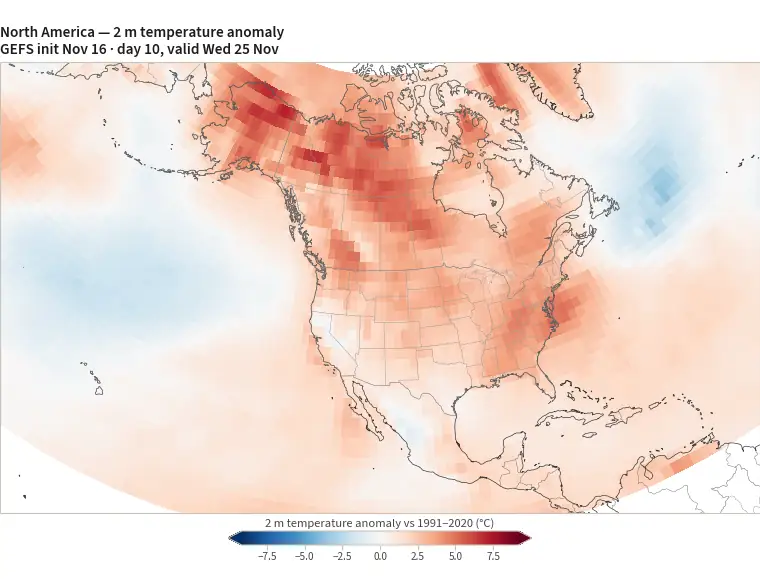 North America — 2 m temperature anomaly
GEFS init Nov 16 · day 10, valid Wed 25 Nov
2 m temperature anomaly vs 1991–2020 (°C)
−7.5 −5.0 −2.5 0.0 2.5 5.0 7.5